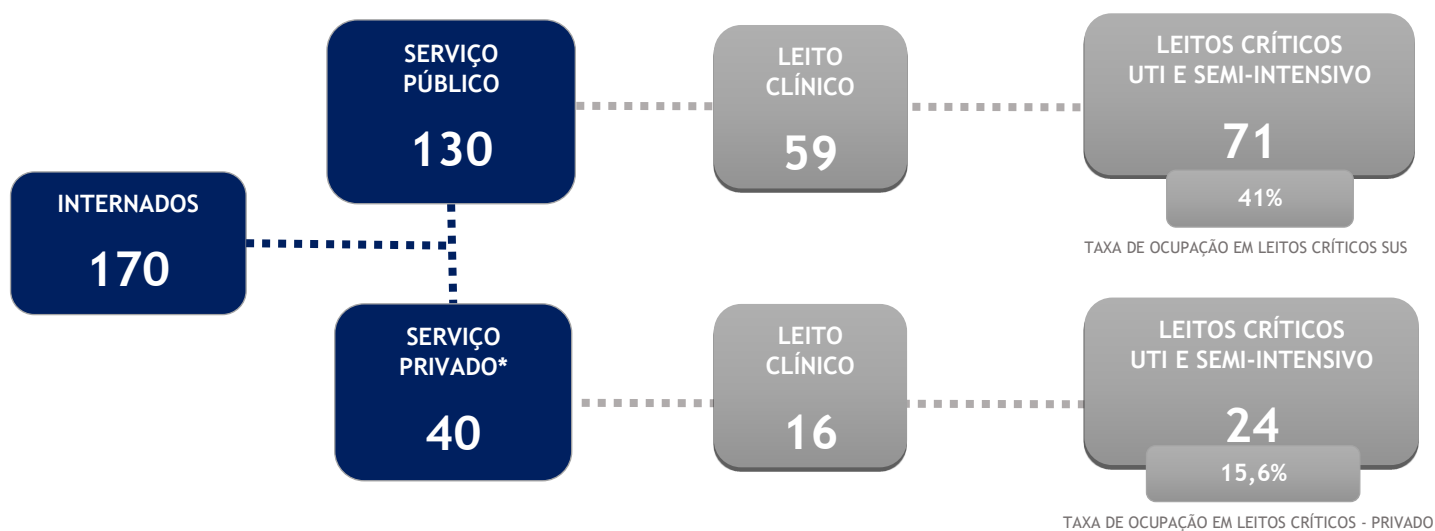 INTERNADOS
170
SERVIÇO
PÚBLICO
130
LEITO
CLÍNICO
59
LEITOS CRÍTICOS
UTI E SEMI-INTENSIVO
71
41%
TAXA DE OCUPAÇÃO EM LEITOS CRÍTICOS SUS
SERVIÇO
PRIVADO*
40
LEITO
CLÍNICO
16
LEITOS CRÍTICOS
UTI E SEMI-INTENSIVO
24
15,6%
TAXA DE OCUPAÇÃO EM LEITOS CRÍTICOS - PRIVADO